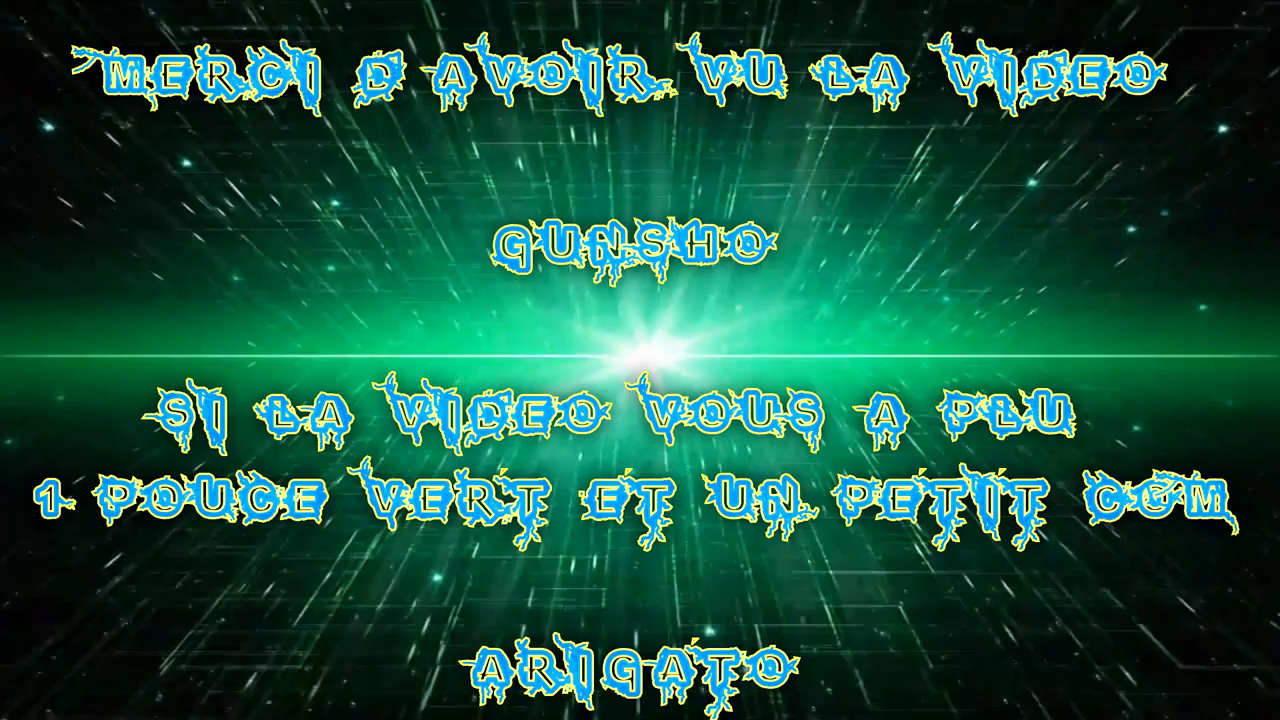 MERCI D AVOIR VU LA VIDEO
GUNSHO
SI LA VIDEO VOUS A PLU
1 POUCE VERT ET UN PETIT COM
ARIGATO